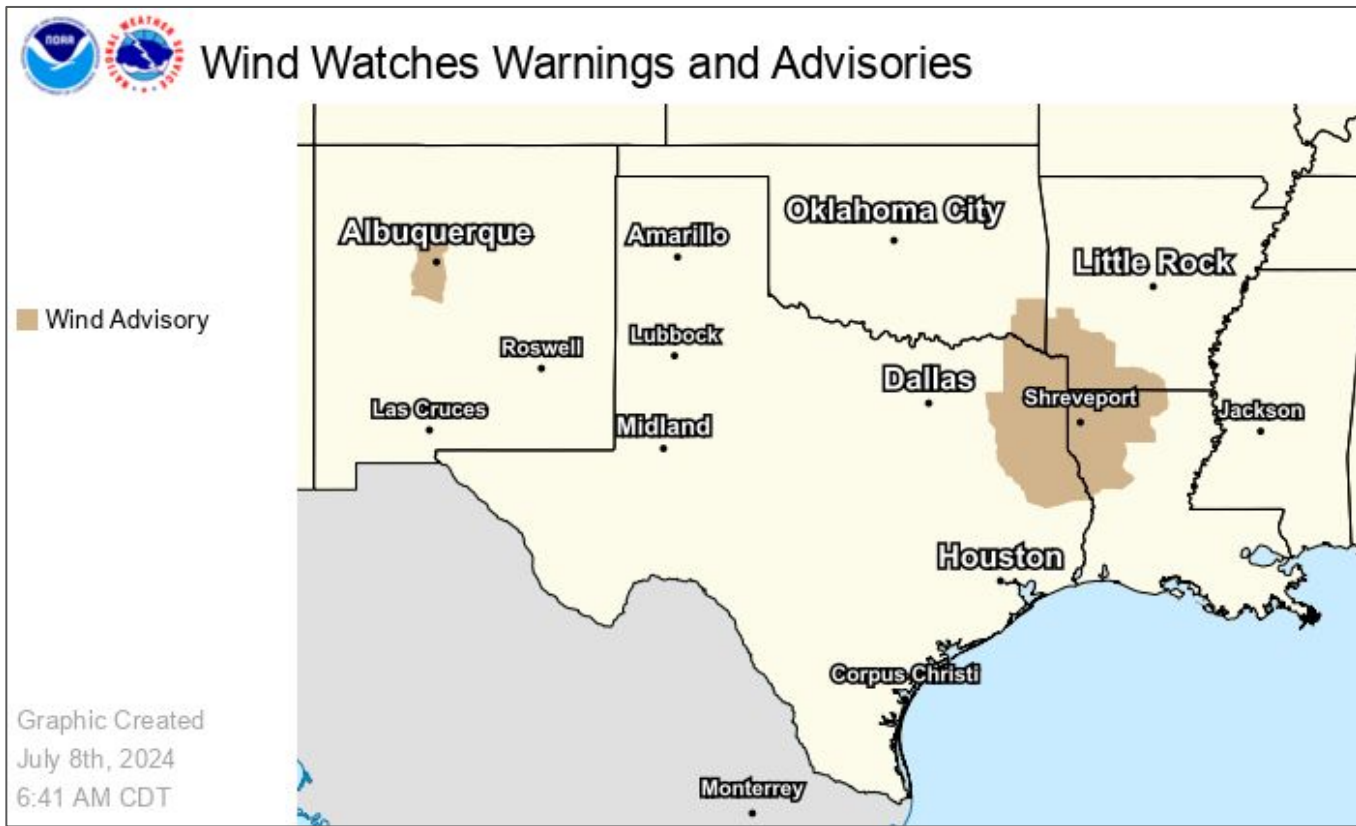 NOAA
NATIONAL WEATHER SERVICE
Wind Watches Warnings and Advisories
Oklahoma City
Albuquerque
Amarillo
Little Rock
Wind Advisory
Lubbock
Roswell
Dallas
Shreveport
Las Cruces
Jackson
Midland
Houston
Corpus Christi
Graphic Created
July 8th, 2024
6:41 AM CDT
Monterrey